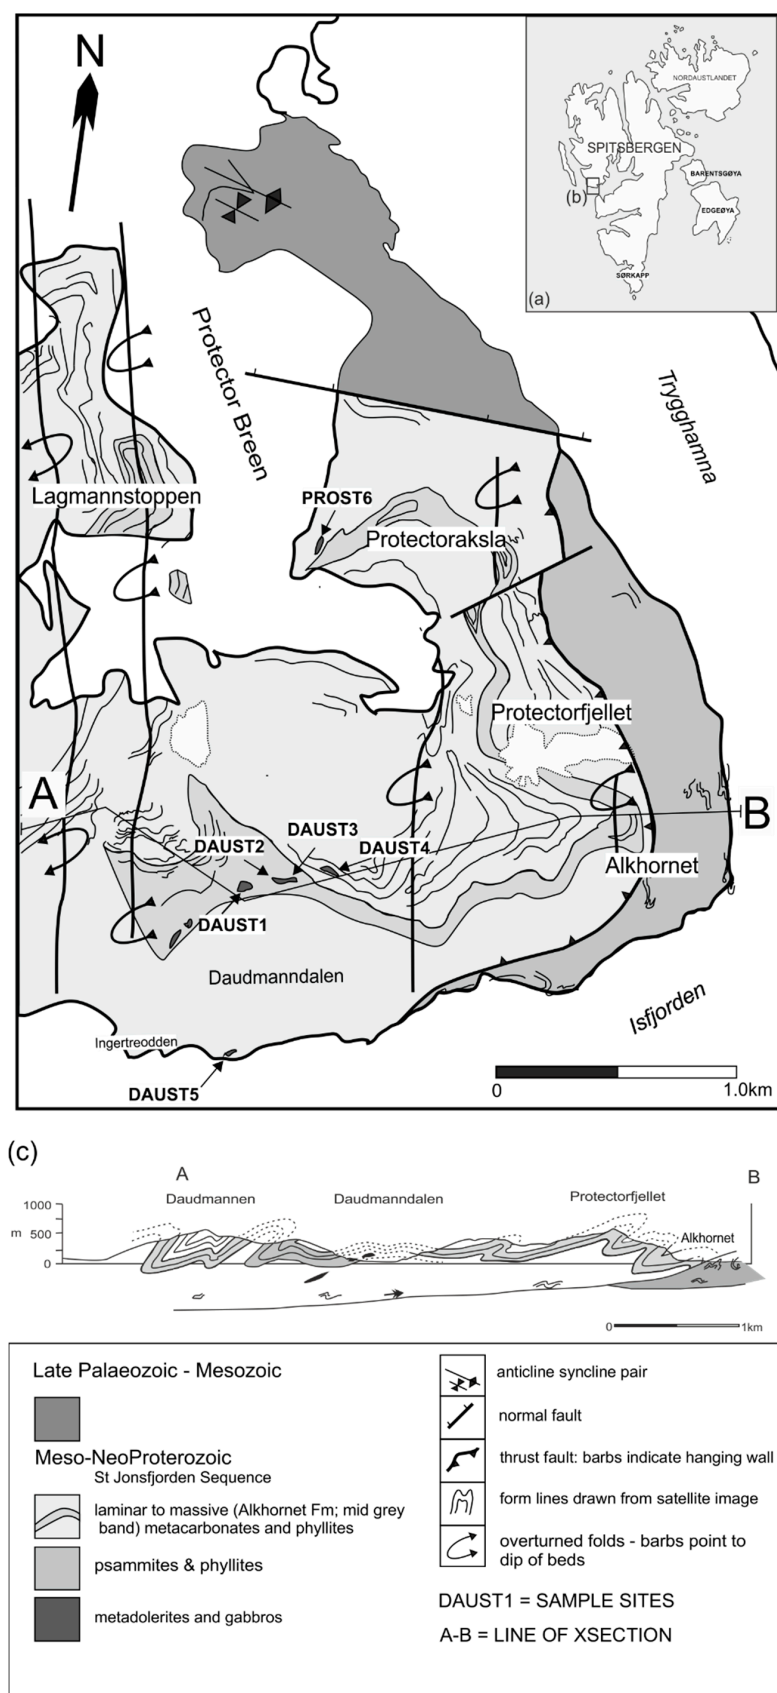 N
NORDAUSTLANDET
SPITSBERGEN
BARENTSGØYA
(b)
EDGEØYA
SØRKAPP
(a)
Protector Breen
Trygghamna
Lagmannstoppen
PROST6
Protectoraksla
Protectorfjellet
A
B
DAUST3
DAUST2
DAUST4
Alkhornet
DAUST1
Daudmanndalen
Isfjorden
Ingertreodden
DAUST5
0
1.0km
(c)
A
B
Daudmannen
Daudmanndalen
Protectorfjellet
1000
m
500
Alkhornet
0
0
1km
Late Palaeozoic - Mesozoic
Meso-NeoProterozoic
St Jonsfjorden Sequence
laminar to massive (Alkhornet Fm; mid grey
band) metacarbonates and phyllites
psammites & phyllites
metadolerites and gabbros
anticline syncline pair
normal fault
thrust fault: barbs indicate hanging wall
form lines drawn from satellite image
overturned folds - barbs point to
dip of beds
DAUST1 = SAMPLE SITES
A-B = LINE OF XSECTION